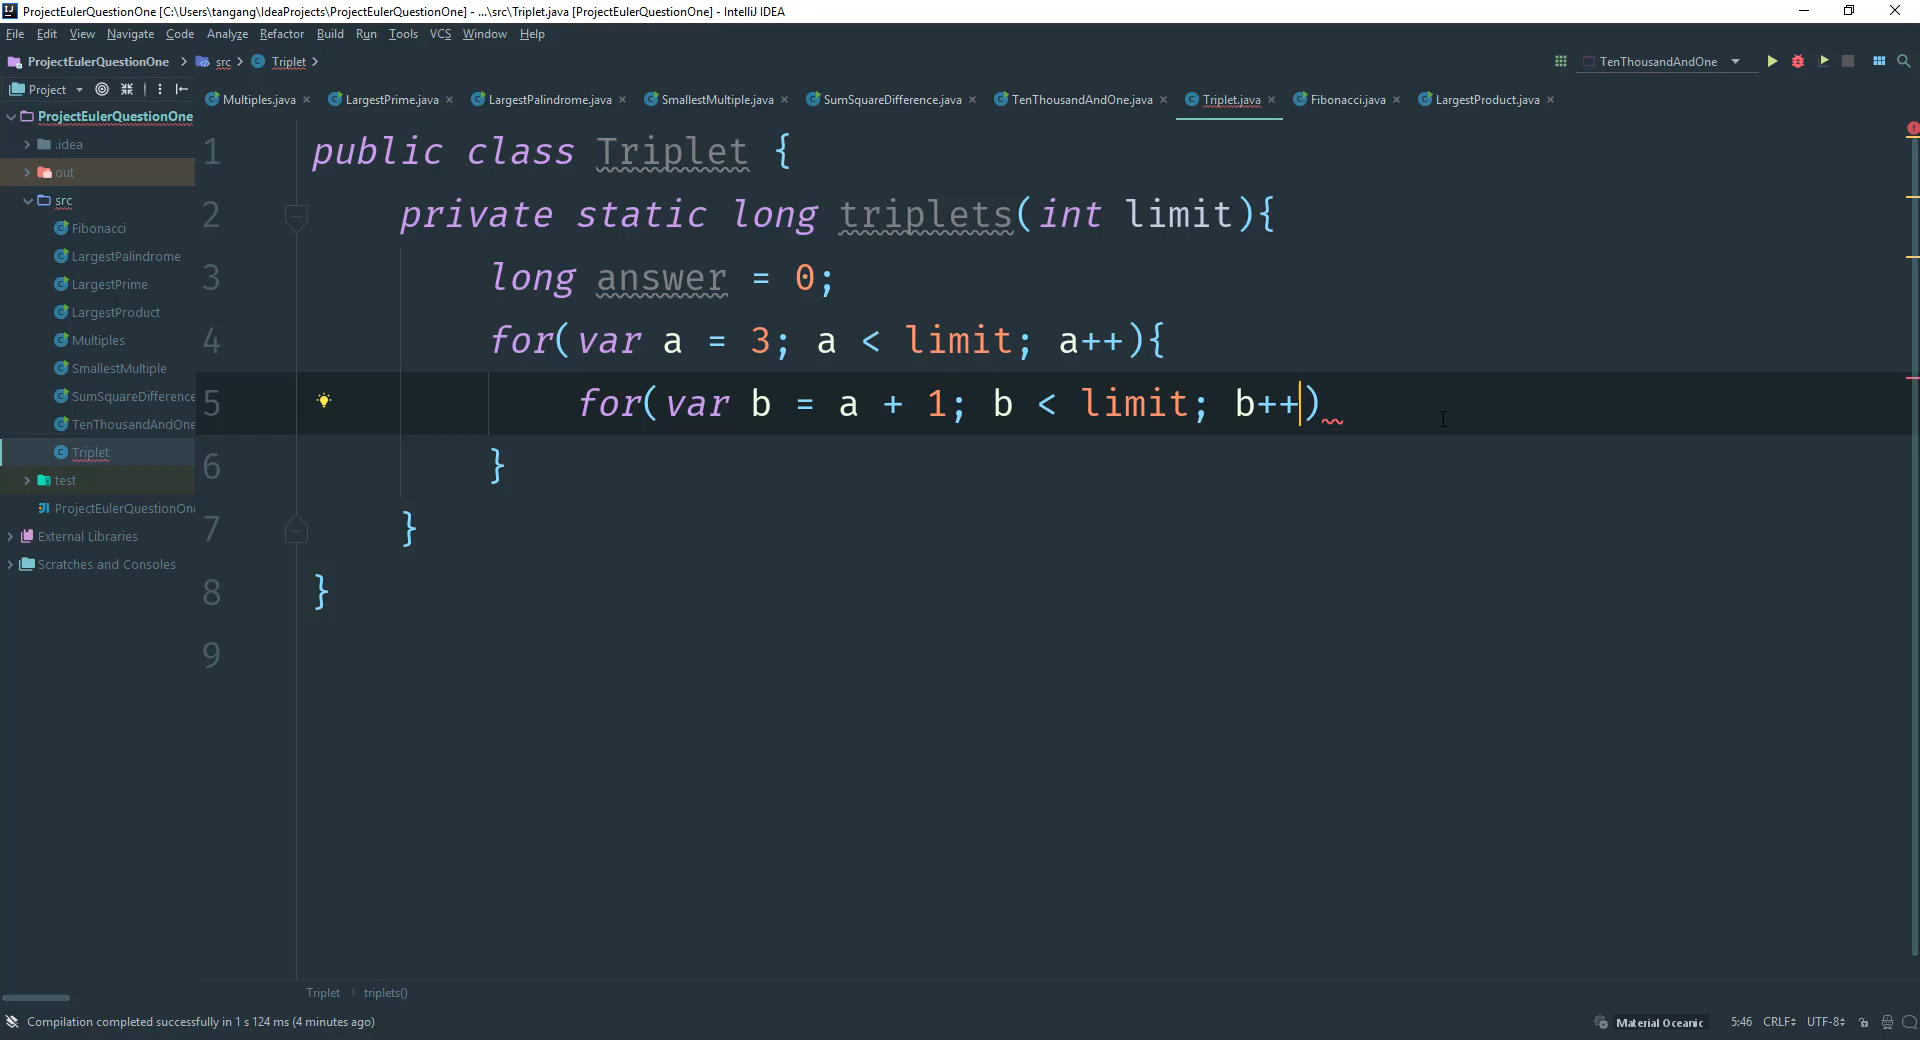 ProjectEulerQuestionOne [C:\Users\tangang\IdeaProjects\ProjectEulerQuestionOne] - ...\src\Triplet.java [ProjectEulerQuestionOne] - IntelliJ IDEA
File Edit View Navigate Code Analyze Refactor Build Run Tools VCS Window Help
ProjectEulerQuestionOne src Triplet TenThousandAndOne
Project
Multiples.java LargestPrime.java LargestPalindrome.java SmallestMultiple.java SumSquareDifference.java TenThousandAndOne.java Triplet.java Fibonacci.java LargestProduct.java
ProjectEulerQuestionOne
.idea
out
src
Fibonacci
LargestPalindrome
LargestPrime
LargestProduct
Multiples
SmallestMultiple
SumSquareDifference
TenThousandAndOne
Triplet
test
ProjectEulerQuestionOn
External Libraries
Scratches and Consoles
1 public class Triplet {
2 private static long triplets(int limit){
3 long answer = 0;
4 for(var a = 3; a < limit; a++){
5 for(var b = a + 1; b < limit; b++)
6 }
7 }
8 }
9
Triplet triplets()
Compilation completed successfully in 1 s 124 ms (4 minutes ago) Material Oceanic 5:46 CRLF UTF-8